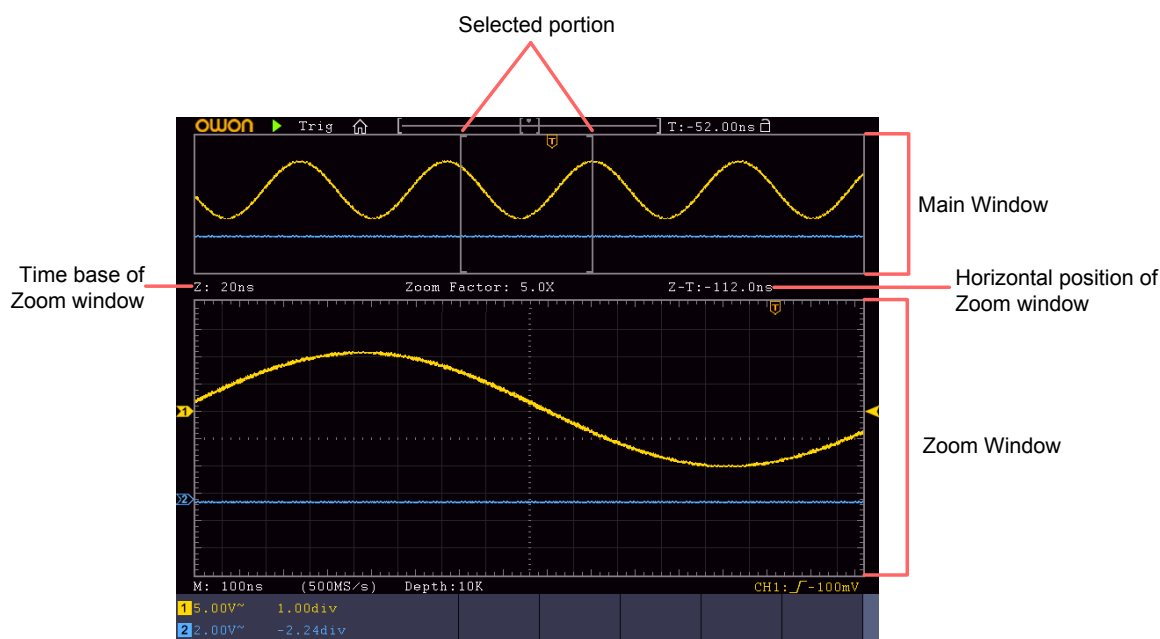 Selected portion
OWON Trig T:-52.00ns
T
Main Window
Time base of
Zoom window
Z: 20ns Zoom Factor: 5.0X Z-T:-112.0ns
Horizontal position of
Zoom window
T
1
Zoom Window
2
M: 100ns (500MS/s) Depth:10K CH1: -100mV
1 5.00V~ 1.00div
2 2.00V~ -2.24div